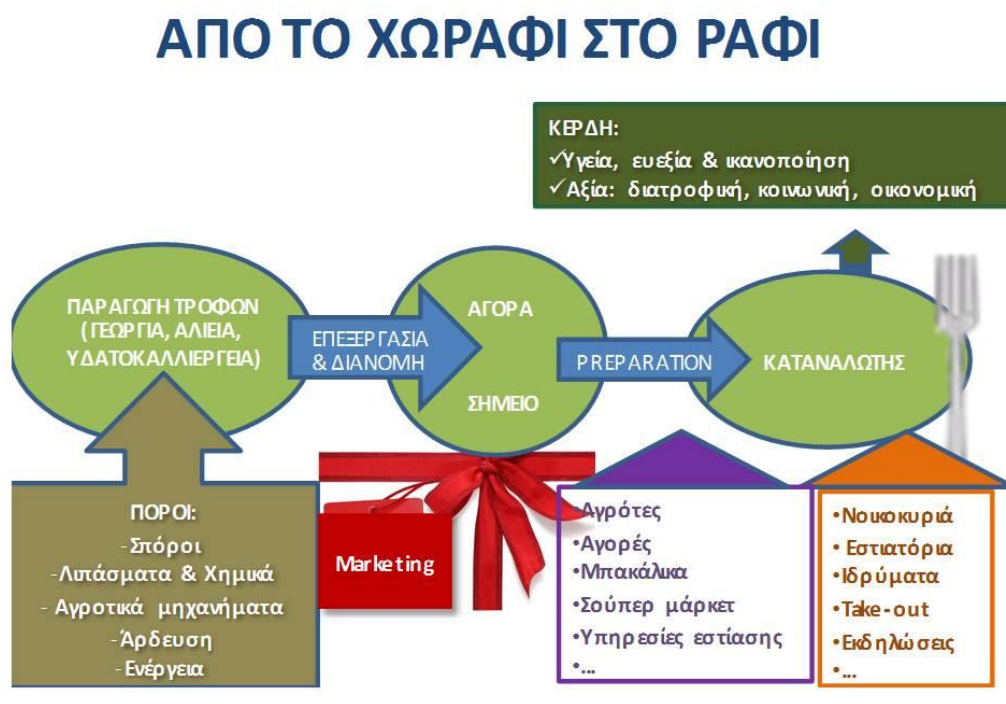 ΑΠΟ ΤΟ ΧΩΡΑΦΙ ΣΤΟ ΡΑΦΙ
ΚΕΡΔΗ:
✓Υγεία, ευεξία & ικανοποίηση
✓Αξία: διατροφική, κοινωνική, οικονομική
ΠΑΡΑΓΩΓΗ ΤΡΟΦΩΝ
(ΓΕΩΡΓΙΑ, ΑΛΙΕΙΑ,
ΥΔΑΤΟΚΑΛΛΙΕΡΓΕΙΑ)
ΕΠΕΞΕΡΓΑΣΙΑ
& ΔΙΑΝΟΜΗ
ΑΓΟΡΑ
ΣΗΜΕΙΟ
PREPARATION
ΚΑΤΑΝΑΛΩΤΗΣ
ΠΟΡΟΙ:
- Σπόροι
- Λιπάσματα & Χημικά
- Αγροτικά μηχανήματα
- Άρδευση
- Ενέργεια
Marketing
•Αγρότες
•Αγορές
•Μπακάλικα
•Σούπερ μάρκετ
•Υπηρεσίες εστίασης
•...
•Νοικοκυριά
• Εστιατόρια
•Ιδρύματα
•Take-out
•Εκδηλώσεις
•...